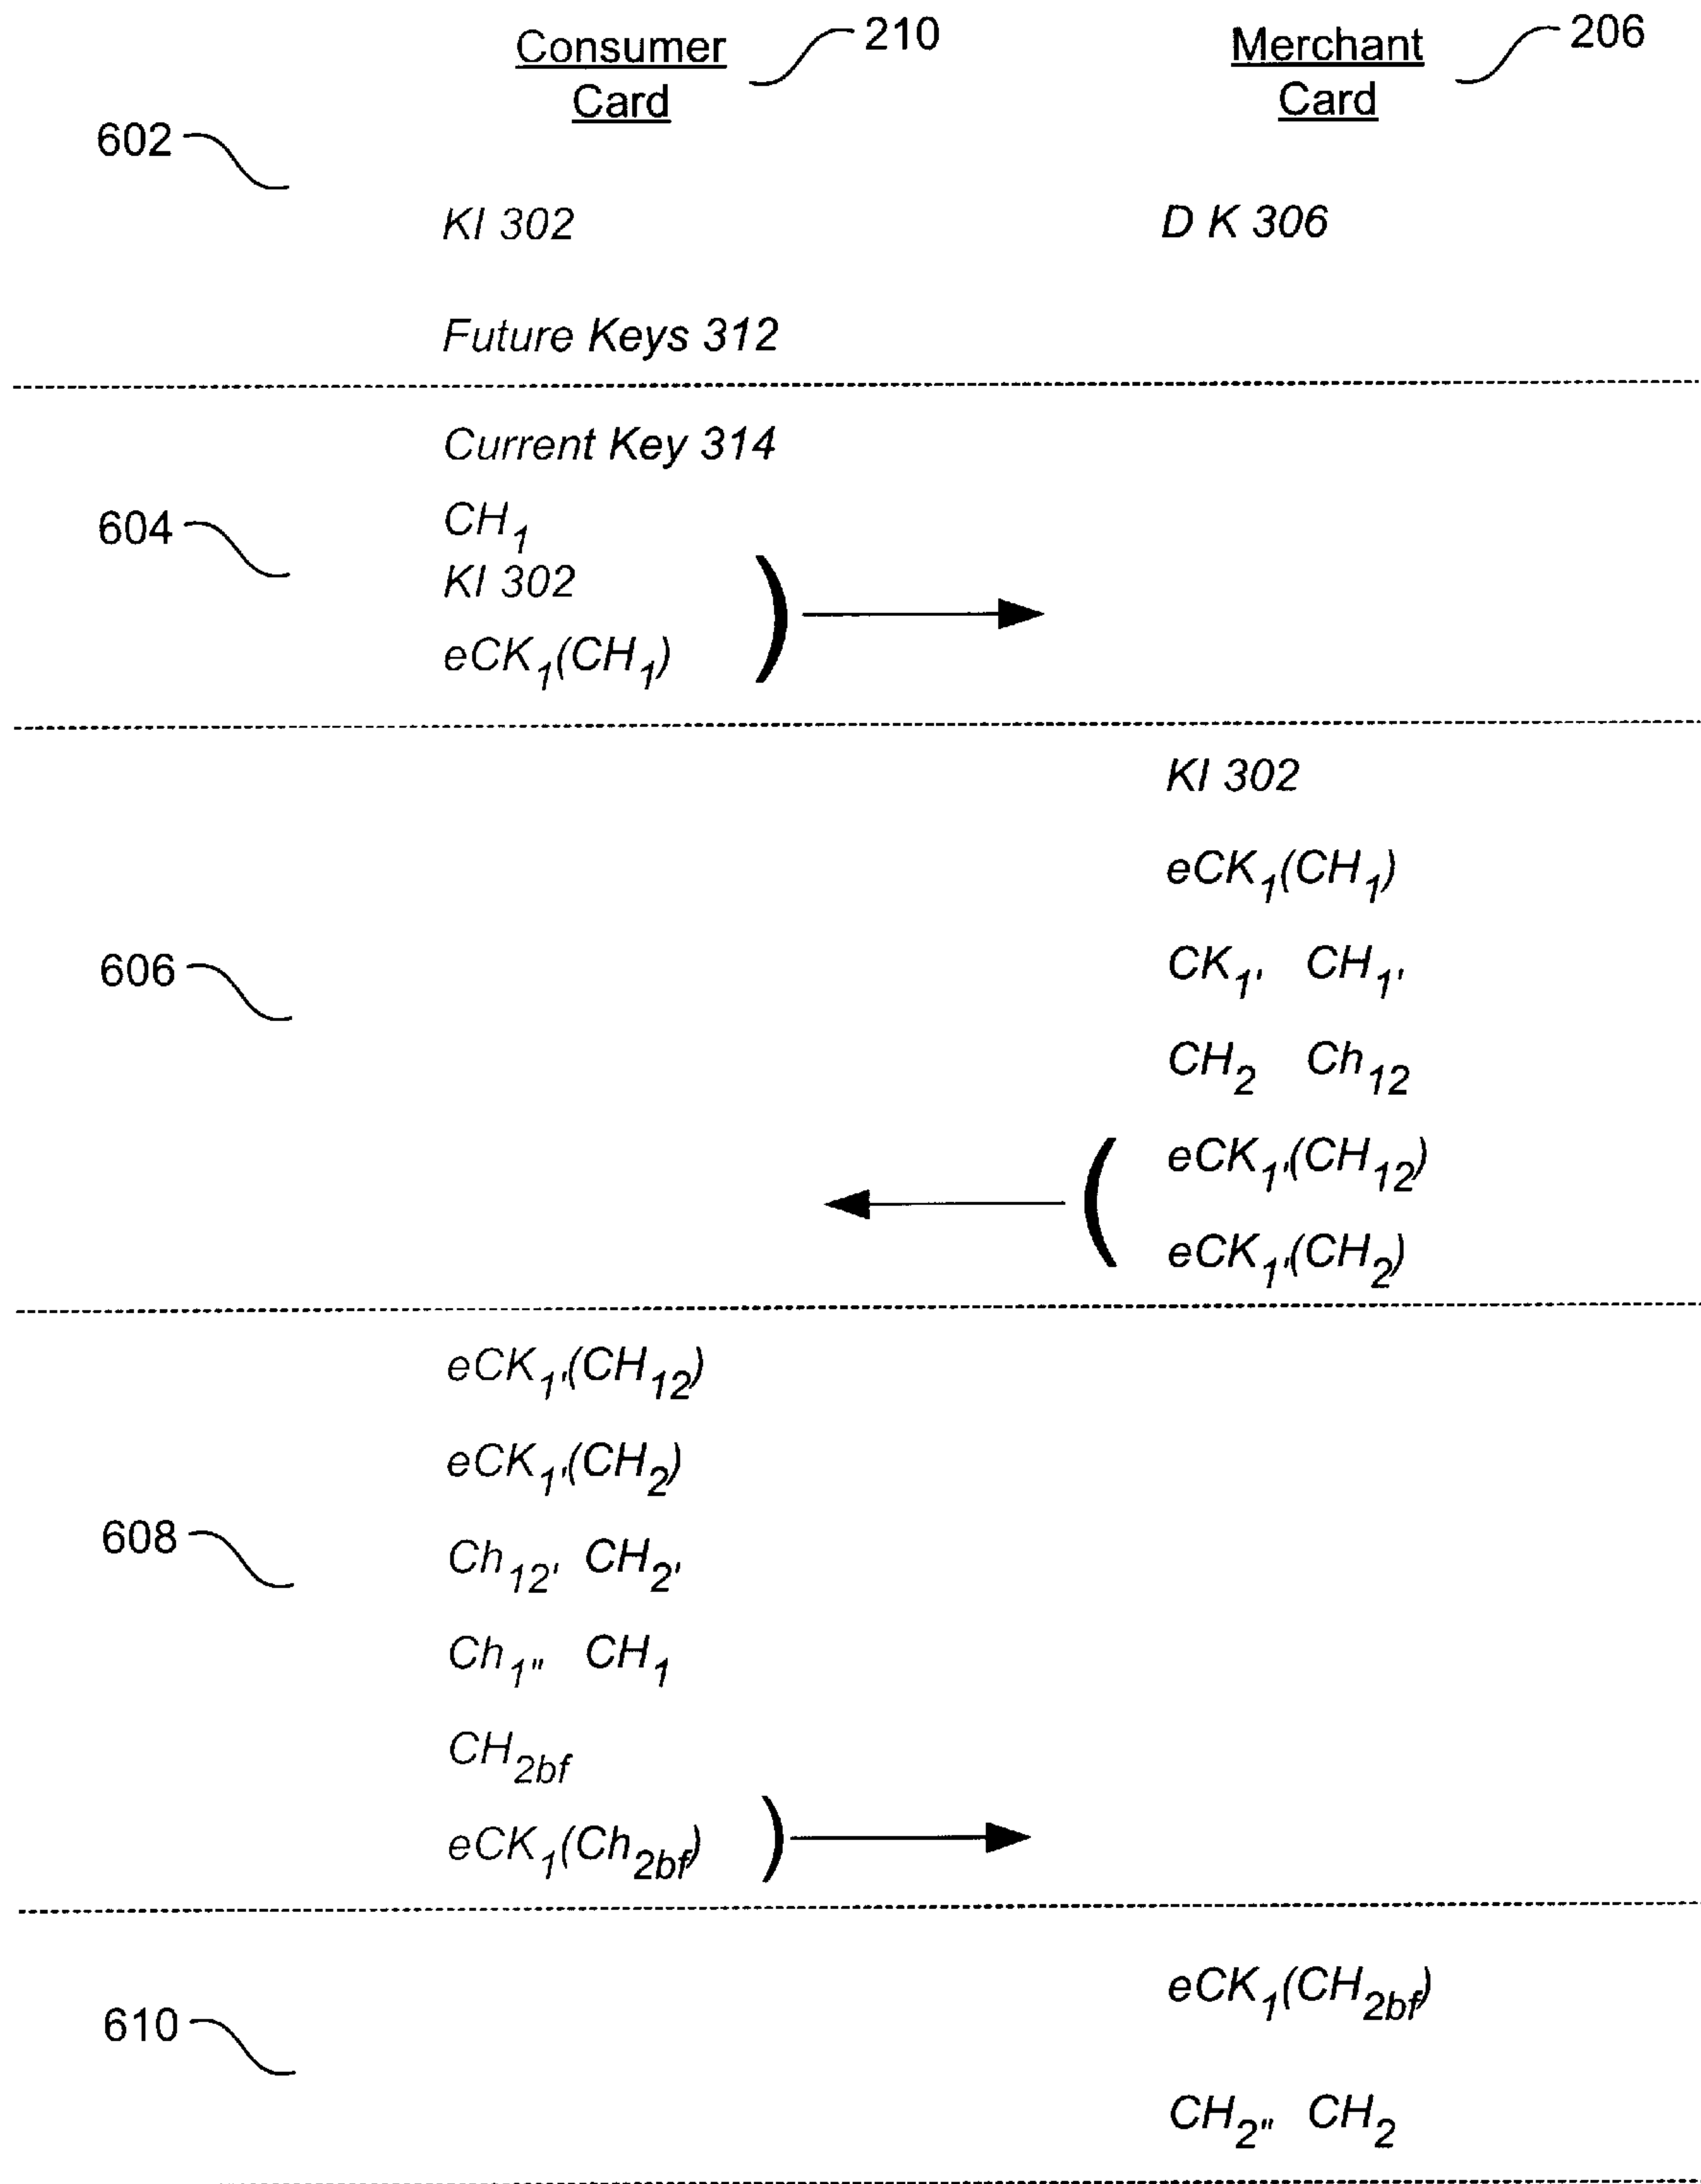 Consumer Card 210
Merchant Card 206
602
KI 302
D K 306
Future Keys 312
Current Key 314
604
CH₁
KI 302
eCK₁(CH₁)
KI 302
eCK₁(CH₁)
606
CK₁' CH₁'
CH₂ Ch₁₂
eCK₁'(CH₁₂)
eCK₁'(CH₂)
eCK₁'(CH₁₂)
eCK₁'(CH₂)
608
Ch₁₂' CH₂'
Ch₁" CH₁
CH₂bf
eCK₁(Ch₂bf)
eCK₁(CH₂bf)
610
CH₂" CH₂